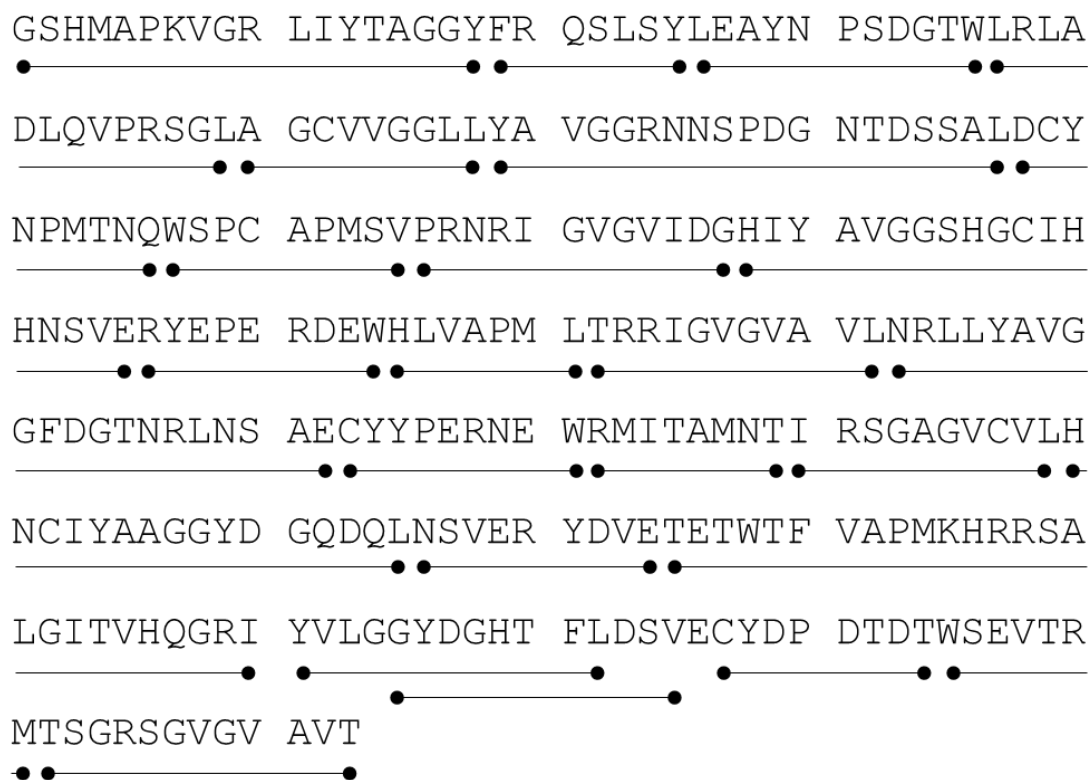 GSHMAPKVGR LIYTAGGYFR QSLSYLEAYN PSDGTWLRLA
DLQVPRSGLA GCVVGGLLYA VGGRNNSPDG NTDSSALDCY
NPMTNQWSPC APMSVPRNRI GVGVIDGHIY AVGGSHGCIH
HNSVERYEPE RDEWHLVAPM LTRRIGVGVA VLNRLLYAVG
GFDGTNRLNS AECYYPERNE WRMITAMNTI RSGAGVCVLH
NCIYAAGGYD GQDQLNSVER YDVETETWTF VAPMKHRRSA
LGITVHQGRI YVLGGYDGHT FLDSVECYDP DTDTWSEVTR
MTSGRSGVGV AVT